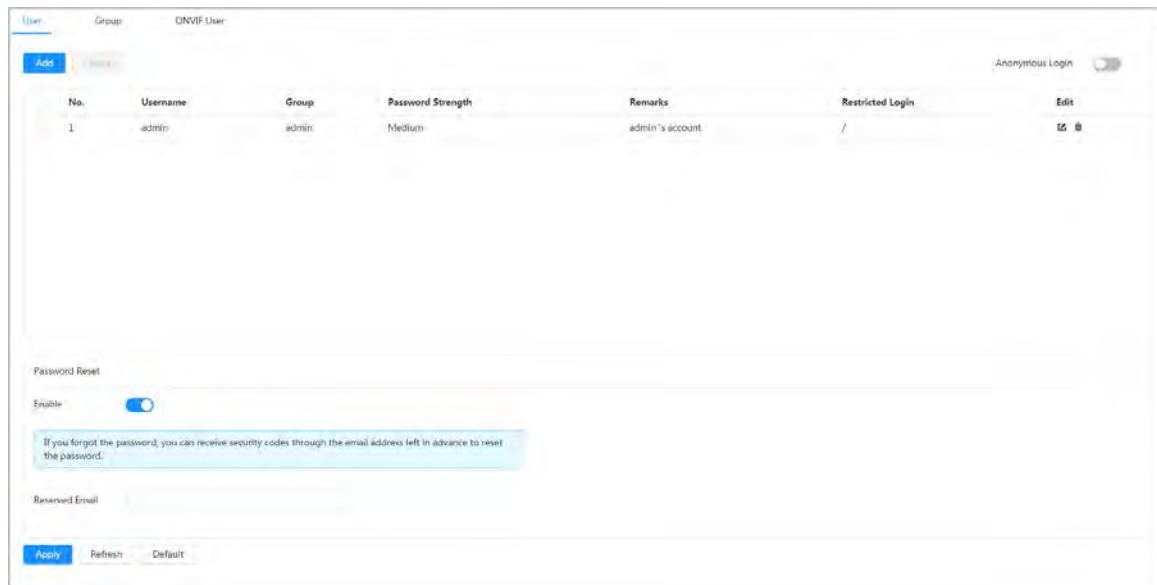 User Group ONVIF User
Add Anonymous Login
No. Username Group Password Strength Remarks Restricted Login Edit
1 admin admin Medium admin 's account /
Password Reset
Enable
If you forgot the password, you can receive security codes through the email address left in advance to reset
the password.
Reserved Email
Apply Refresh Default